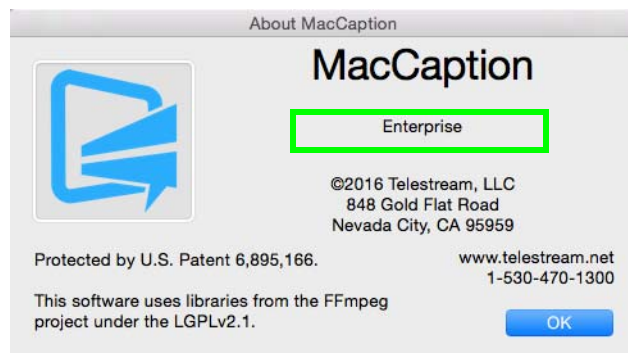 About MacCaption
MacCaption
Enterprise
©2016 Telestream, LLC
848 Gold Flat Road
Nevada City, CA 95959
Protected by U.S. Patent 6,895,166.
www.telestream.net
1-530-470-1300
This software uses libraries from the FFmpeg
project under the LGPLv2.1.
OK